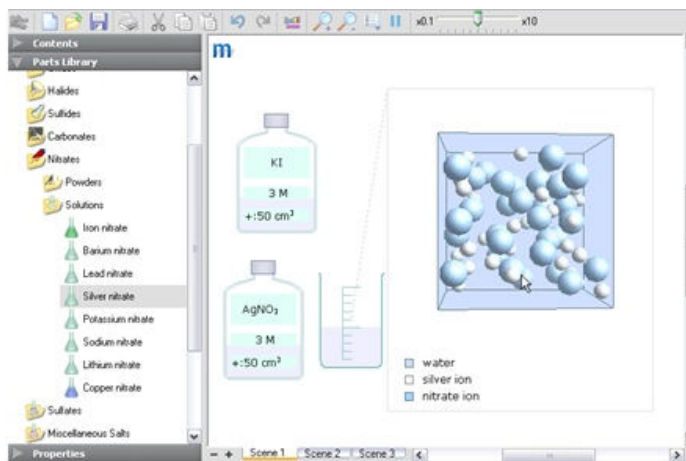 x0.1
x10
Contents
Parts Library
Halides
Sulfides
Carbonates
Nitrates
Powders
Solutions
Iron nitrate
Barium nitrate
Lead nitrate
Silver nitrate
Potassium nitrate
Sodium nitrate
Lithium nitrate
Copper nitrate
Sulfates
Miscellaneous Salts
Properties
m
KI
3 M
+:50 cm³
AgNO₃
3 M
+:50 cm³
water
silver ion
nitrate ion
Scene 1
Scene 2
Scene 3